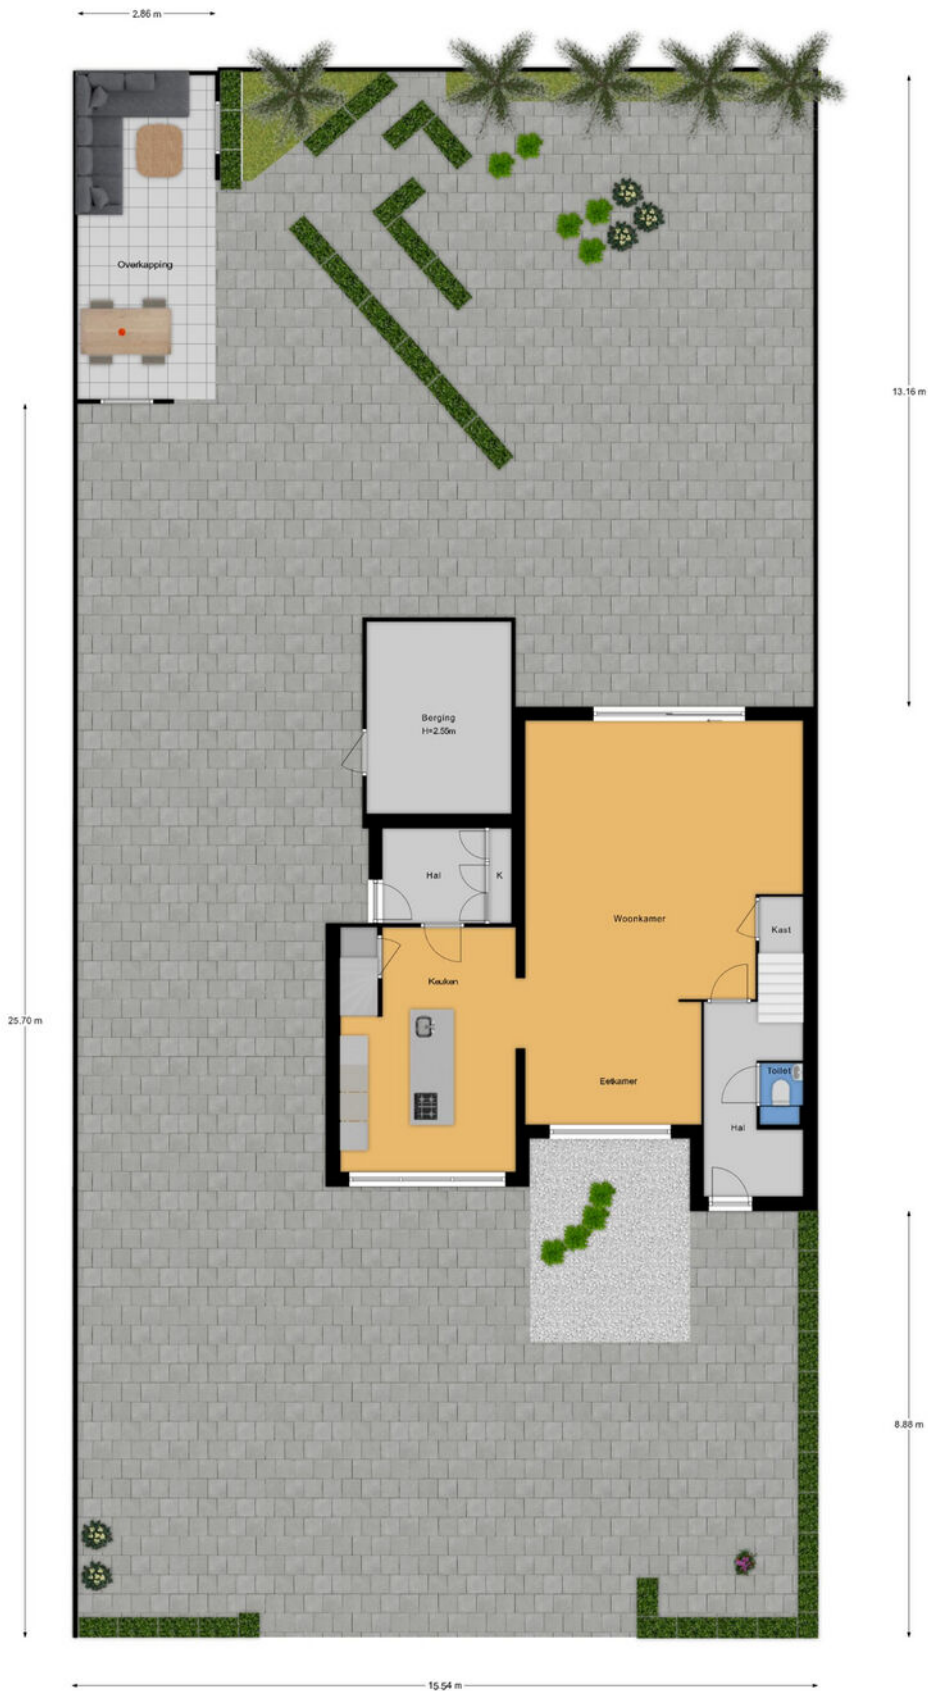 2.86 m
13.16 m
Overkapping
Berging
H=2.55m
Hal
K
Woonkamer
Kast
Keuken
25.70 m
Toilet
Eetkamer
Hal
8.88 m
15.54 m